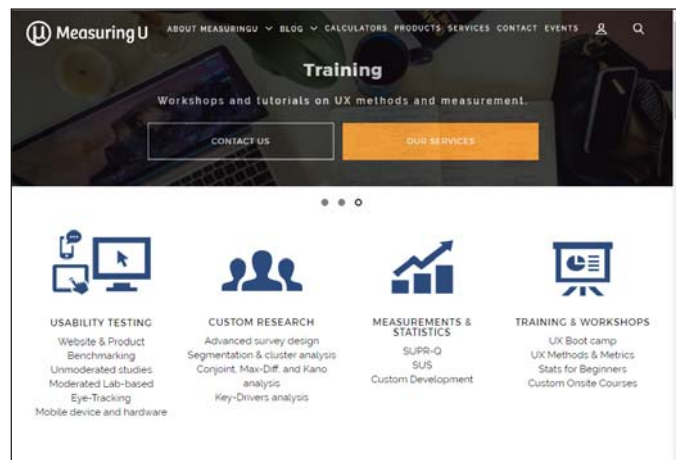 Measuring U
ABOUT MEASURINGU BLOG CALCULATORS PRODUCTS SERVICES CONTACT EVENTS
Training
Workshops and tutorials on UX methods and measurement.
CONTACT US
OUR SERVICES
USABILITY TESTING
Website & Product
Benchmarking
Unmoderated studies
Moderated Lab-based
Eye-Tracking
Mobile device and hardware
CUSTOM RESEARCH
Advanced survey design
Segmentation & cluster analysis
Conjoint, Max-Diff, and Kano
analysis
Key-Drivers analysis
MEASUREMENTS &
STATISTICS
SUPR-Q
SUS
Custom Development
TRAINING & WORKSHOPS
UX Boot camp
UX Methods & Metrics
Stats for Beginners
Custom Onsite Courses